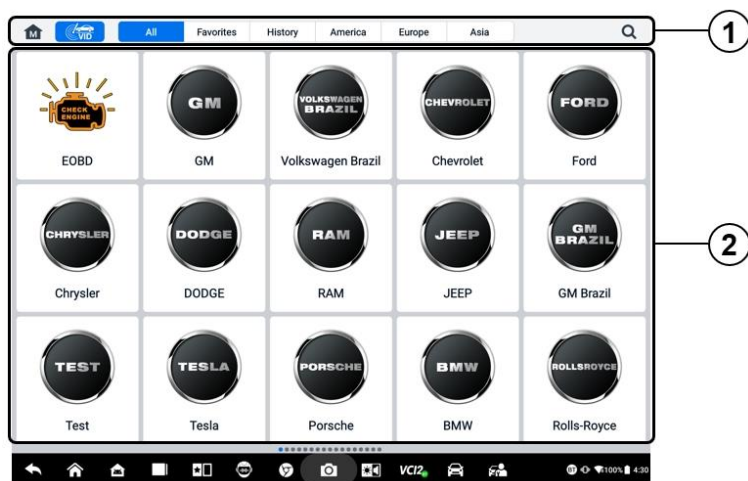 M VID All Favorites History America Europe Asia
1
CHECK
ENGINE
EOBD
GM
GM
VOLKSWAGEN
BRAZIL
Volkswagen Brazil
CHEVROLET
Chevrolet
FORD
Ford
CHRYSLER
Chrysler
DODGE
DODGE
RAM
RAM
JEEP
JEEP
GM
BRAZIL
GM Brazil
2
TEST
Test
TESLA
Tesla
PORSCHE
Porsche
BMW
BMW
ROLLSROYCE
Rolls-Royce
VCI2 BT 100% 4:30